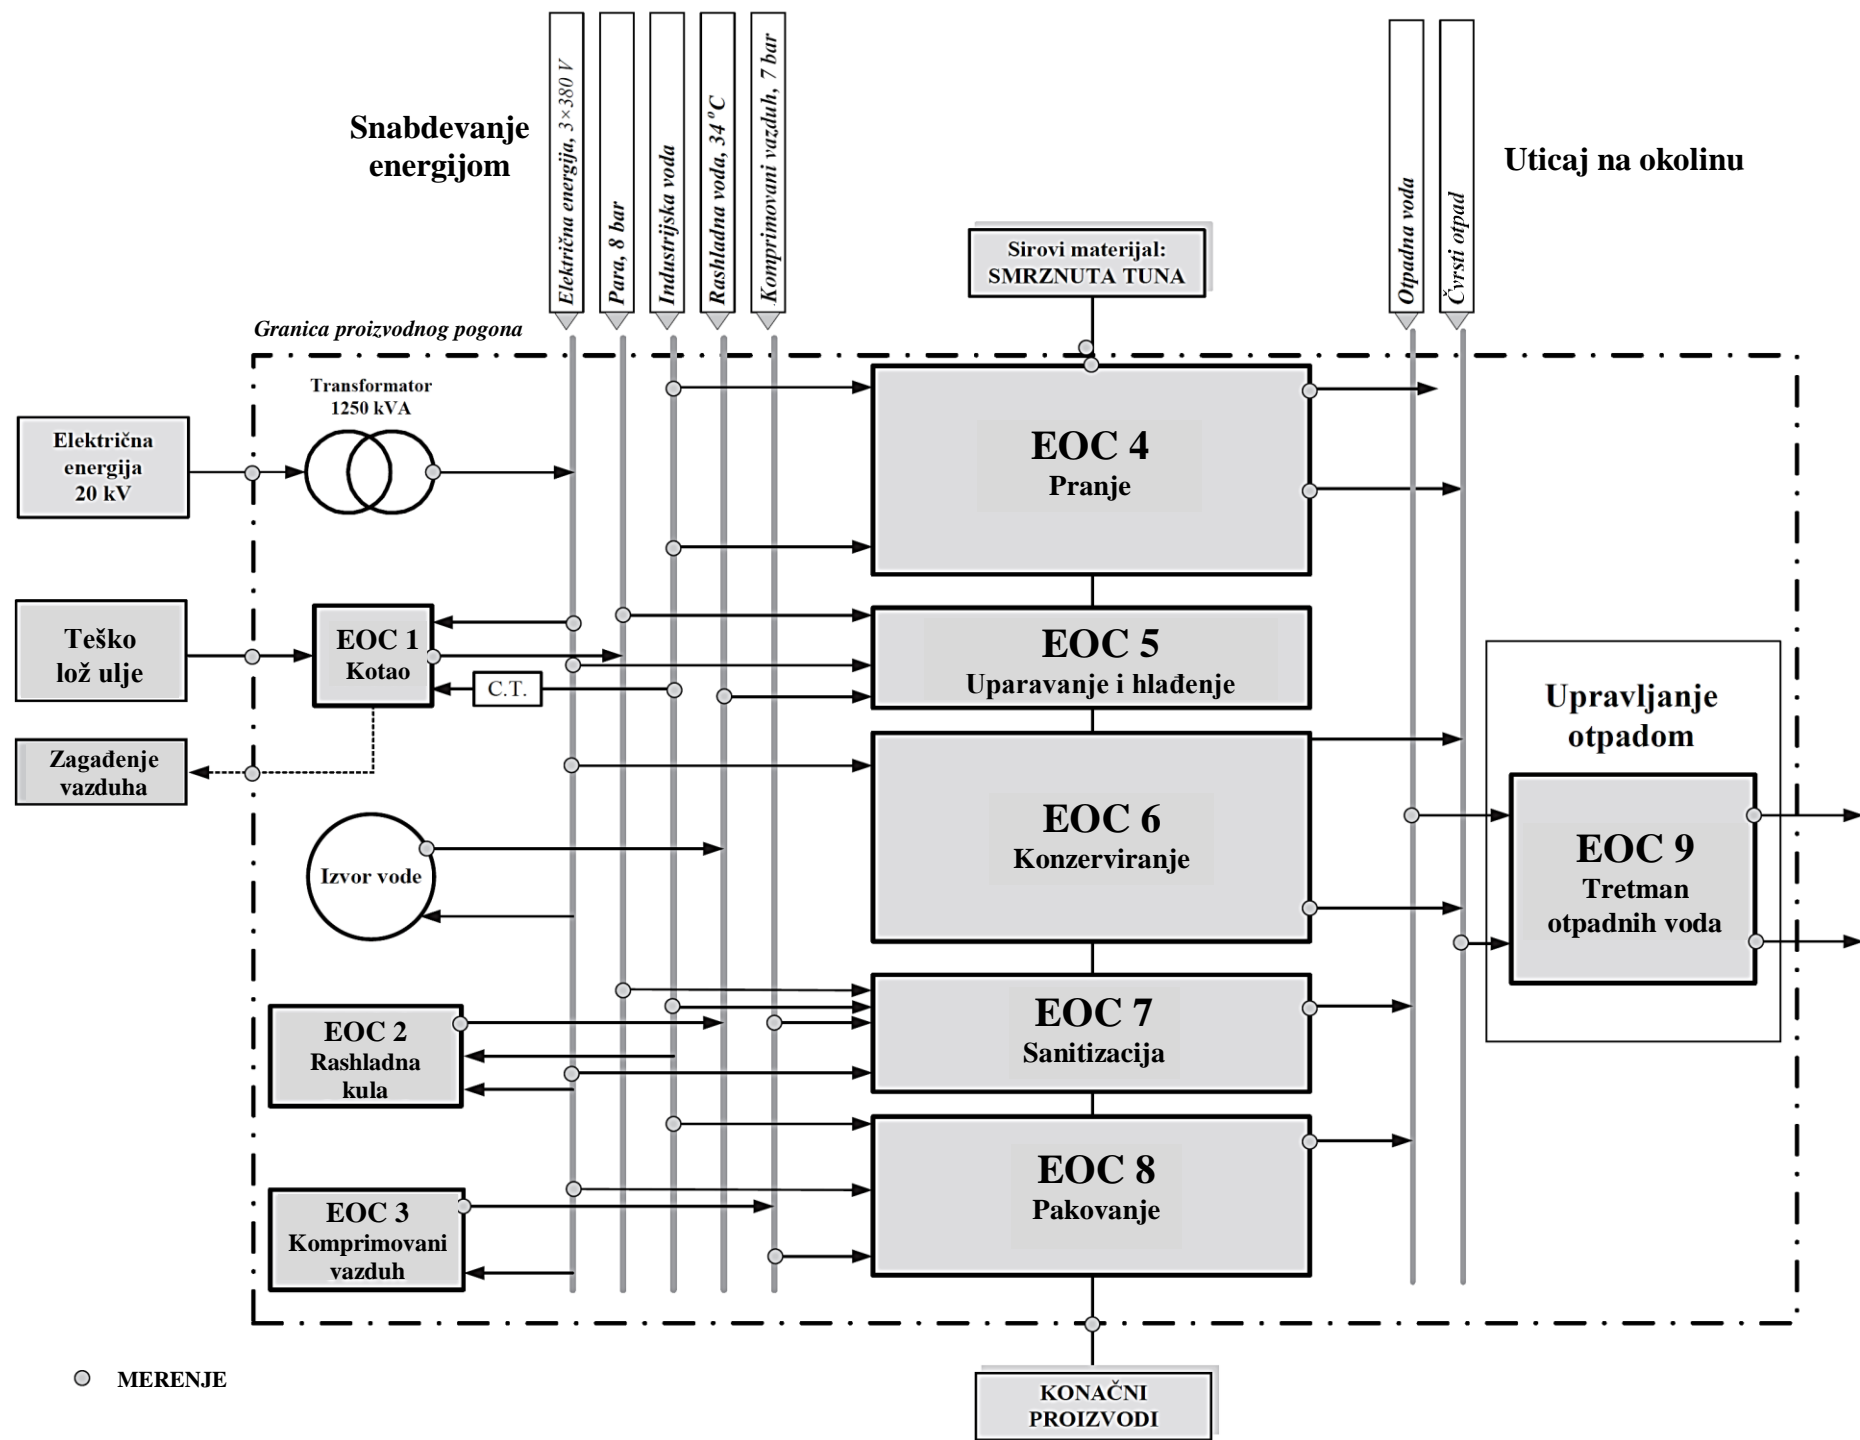 Snabdevanje
energijom
Električna energija, 3×380 V
Para, 8 bar
Industrijska voda
Rashladna voda, 34 °C
Komprimovani vazduh, 7 bar
Otpadna voda
Čvrsti otpad
Uticaj na okolinu
Sirovi materijal:
SMRZNUTA TUNA
Granica proizvodnog pogona
Transformator
1250 kVA
Električna
energija
20 kV
EOC 4
Pranje
Teško
lož ulje
EOC 1
Kotao
C.T.
EOC 5
Uparavanje i hlađenje
Zagađenje
vazduha
Upravljanje
otpadom
EOC 6
Konzerviranje
EOC 9
Tretman
otpadnih voda
Izvor vode
EOC 7
Sanitizacija
EOC 2
Rashladna
kula
EOC 8
Pakovanje
EOC 3
Komprimovani
vazduh
MERENJE
KONAČNI
PROIZVODI